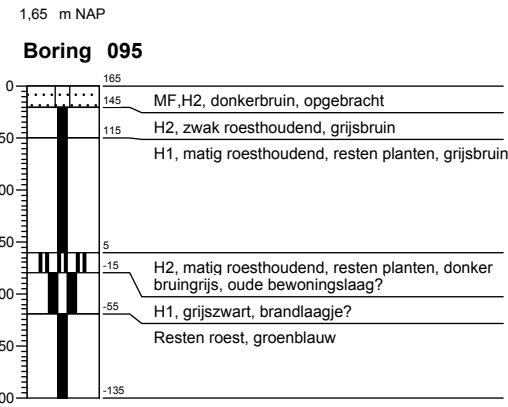 1,65 m NAP
Boring 095
0
165
145
MF,H2, donkerbruin, opgebracht
115
H2, zwak roesthoudend, grijsbruin
50
H1, matig roesthoudend, resten planten, grijsbruin
00
50
5
-15
H2, matig roesthoudend, resten planten, donker
bruingrijs, oude bewoningslaag?
00
-55
H1, grijszwart, brandlaagje?
Resten roest, groenblauw
50
-135
00